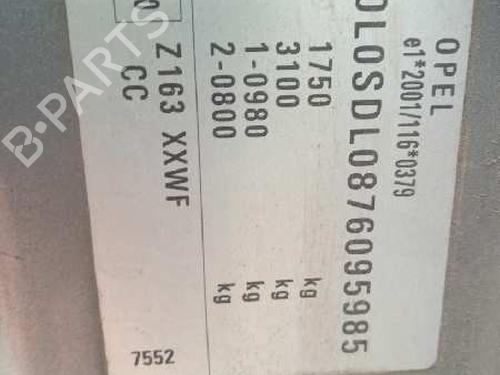 OPEL
e1*2001/116*0379
0L0SDL0876095985
1750 kg
3100 kg
1-0980 kg
2-0800 kg
Z163 XXWF
CC
7552
B-PARTS